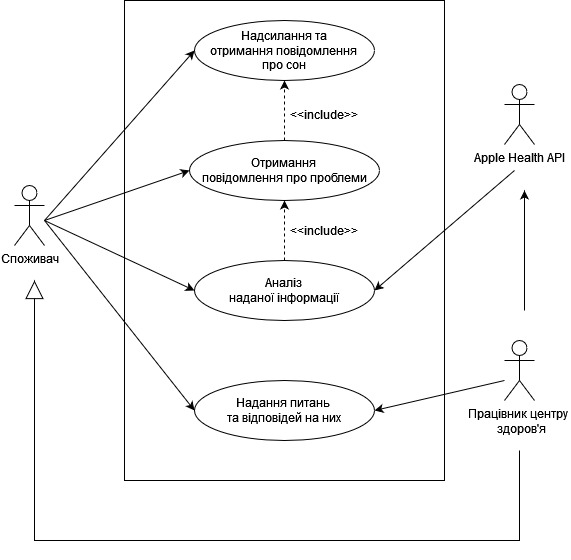 Надсилання та
отримання повідомлення
про сон
<<include>>
Отримання
повідомлення про проблеми
<<include>>
Аналіз
наданої інформації
Надання питань
та відповідей на них
Споживач
Apple Health API
Працівник центру
здоров'я